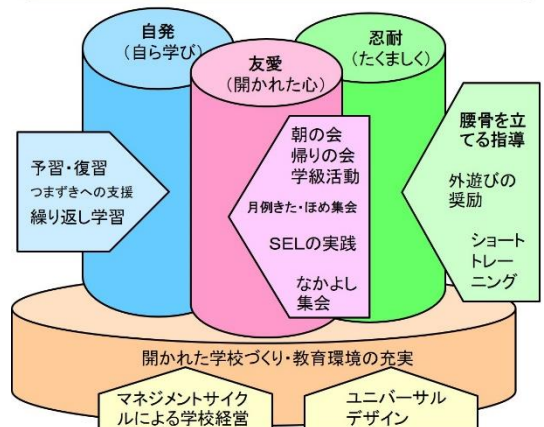 自発
(自ら学び)
友愛
(開かれた心)
忍耐
(たくましく)
予習・復習
つまずきへの支援
繰り返し学習
朝の会
帰りの会
学級活動
月例きた・ほめ集会
SELの実践
なかよし
集会
腰骨を立
てる指導
外遊びの
奨励
ショート
トレー
ニング
開かれた学校づくり・教育環境の充実
マネジメントサイク
ルによる学校経営
ユニバーサル
デザイン